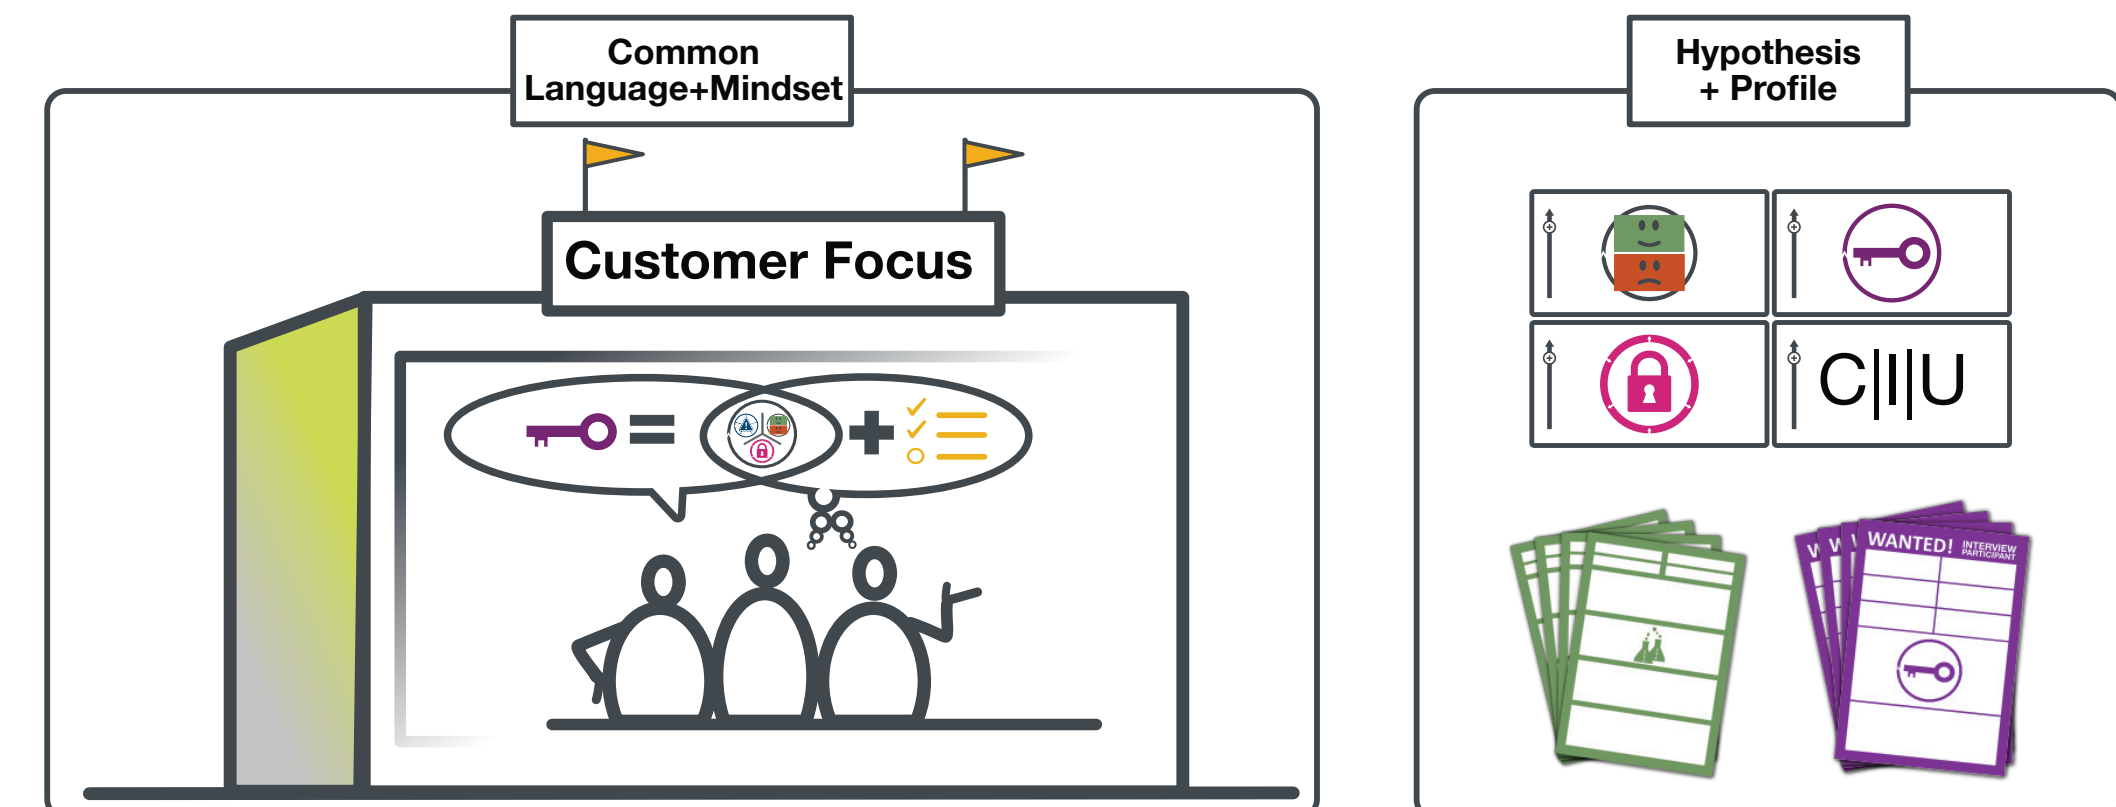 Common
Language+Mindset
Customer Focus
Hypothesis
+ Profile
C|I|U
W
W
W
WANTED! INTERVIEW
PARTICIPANT